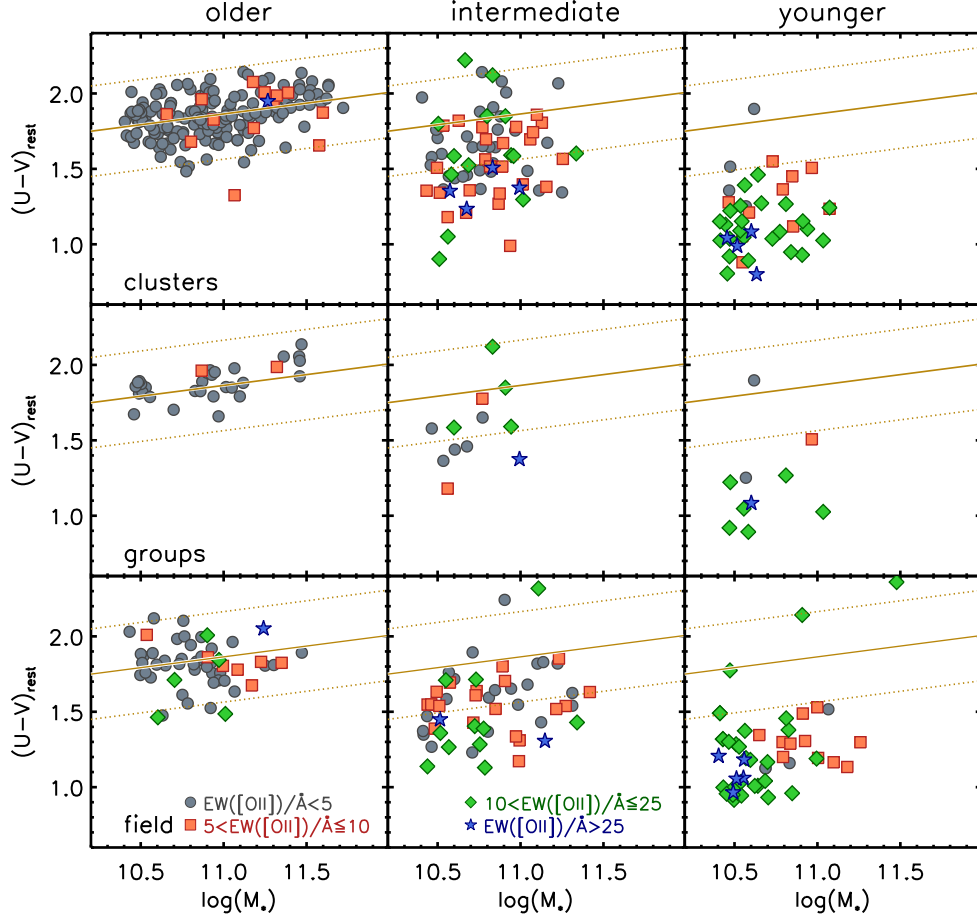 older intermediate younger
2.0
1.5
1.0
(U−V)rest
clusters
2.0
1.5
1.0
(U−V)rest
groups
2.0
1.5
1.0
(U−V)rest
EW([OII])/Å<5
10<EW([OII])/Å≦25
field
5<EW([OII])/Å≦10
EW([OII])/Å>25
10.5 11.0 11.5 10.5 11.0 11.5 10.5 11.0 11.5
log(M*) log(M*) log(M*)